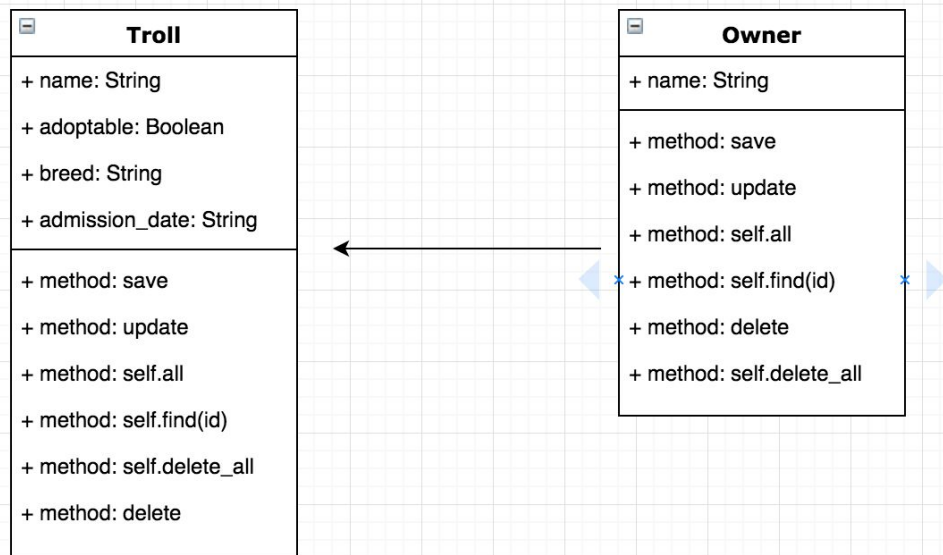 Troll
+ name: String
+ adoptable: Boolean
+ breed: String
+ admission_date: String
+ method: save
+ method: update
+ method: self.all
+ method: self.find(id)
+ method: self.delete_all
+ method: delete
Owner
+ name: String
+ method: save
+ method: update
+ method: self.all
+ method: self.find(id)
+ method: delete
+ method: self.delete_all